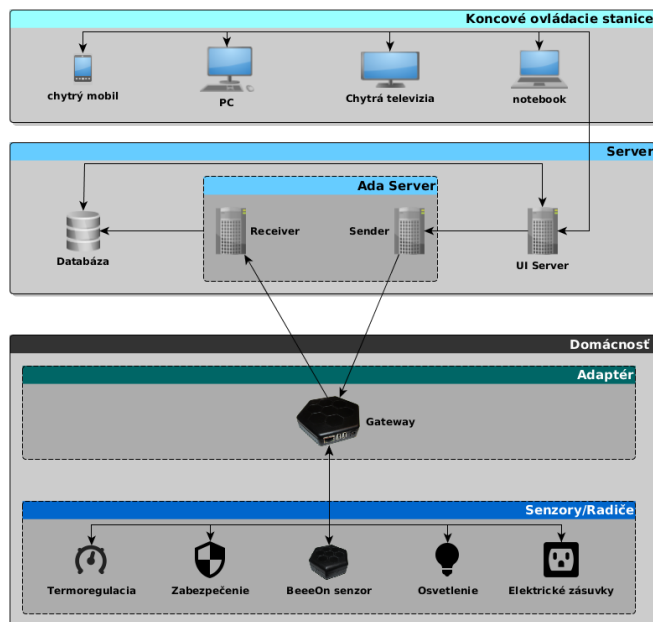 Koncové ovládacie stanice
chytrý mobil
PC
Chytrá televizia
notebook
Server
Ada Server
Receiver
Sender
Databáza
UI Server
Domácnosť
Adaptér
Gateway
Senzory/Radiče
Termoregulacia
Zabezpečenie
BeeeOn senzor
Osvetlenie
Elektrické zásuvky